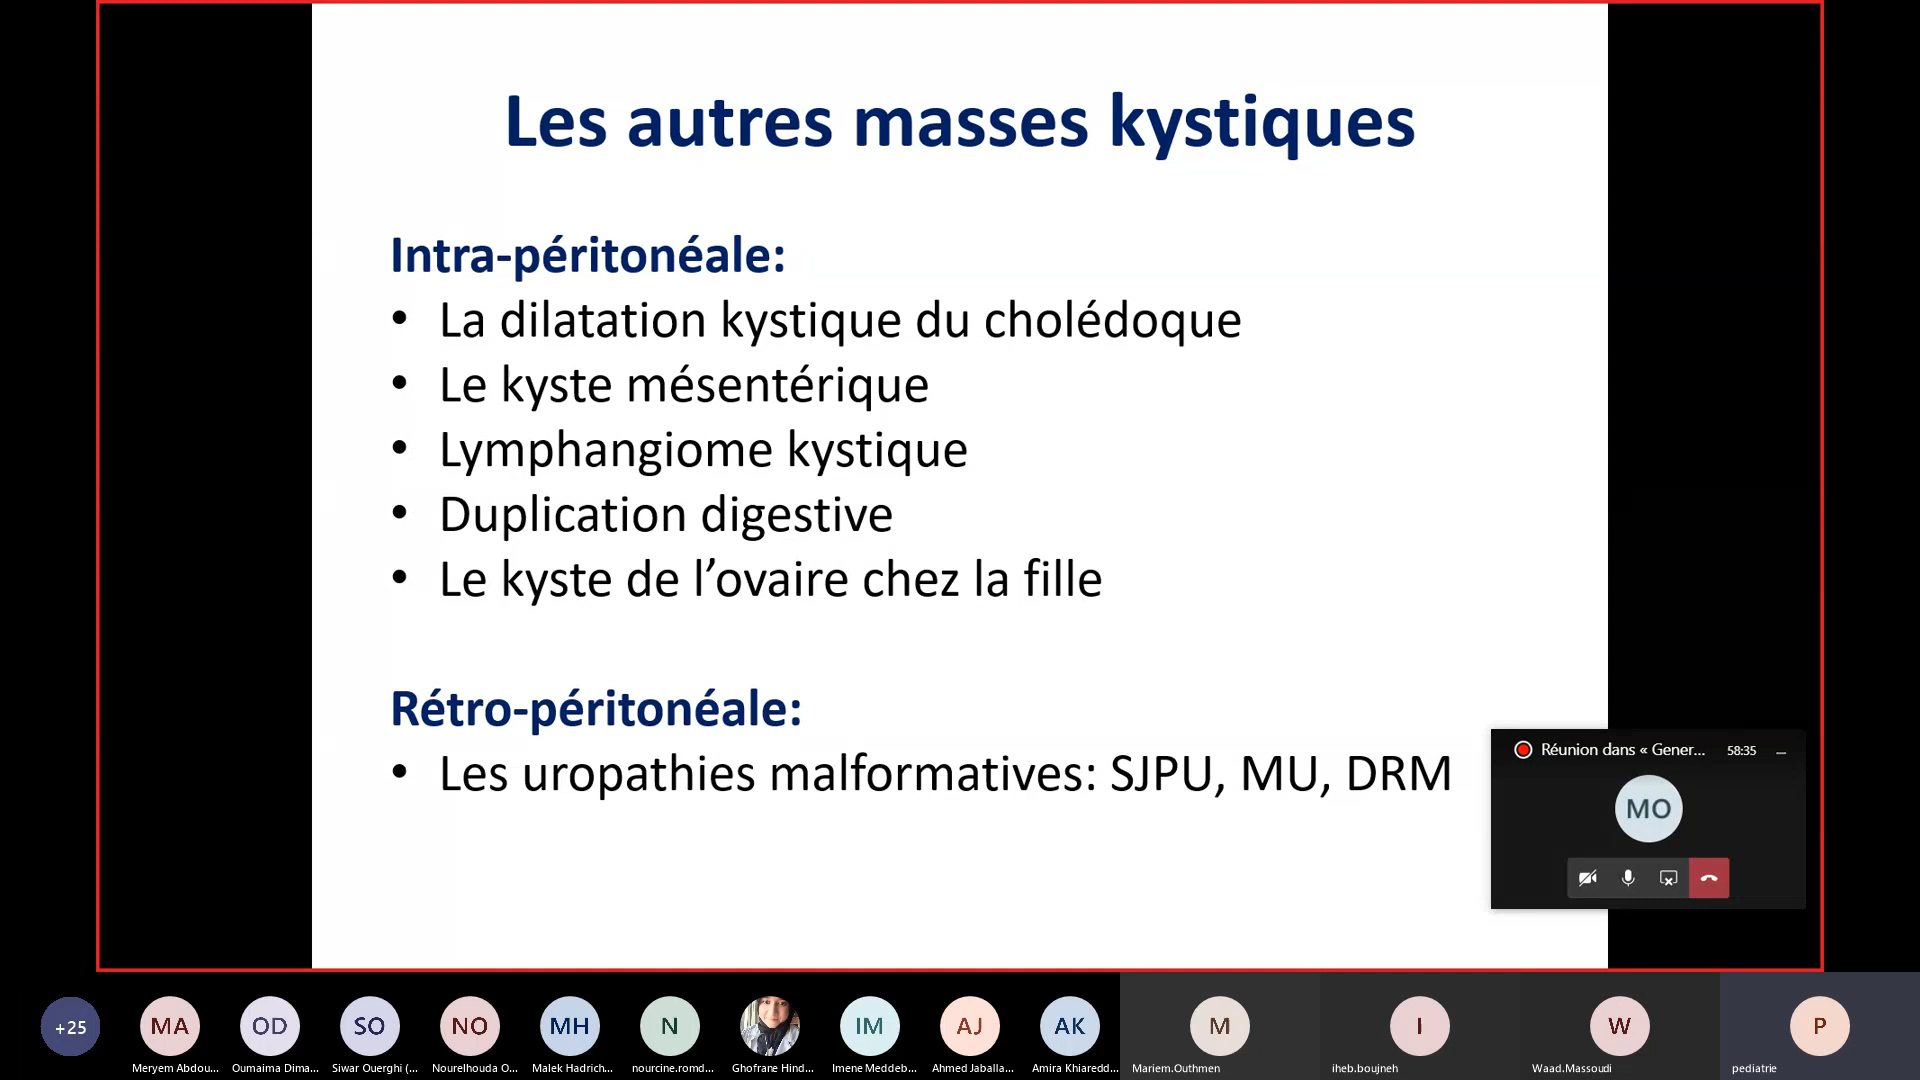 Les autres masses kystiques
Intra-péritonéale:
• La dilatation kystique du cholédoque
• Le kyste mésentérique
• Lymphangiome kystique
• Duplication digestive
• Le kyste de l’ovaire chez la fille
Rétro-péritonéale:
• Les uropathies malformatives: SJPU, MU, DRM
Réunion dans « Gener... 58:35
MO
+25 MA OD SO NO MH N IM AJ AK M I W P
Meryem Abdou... Oumaima Dima... Siwar Ouerghi (... Nourelhouda O... Malek Hadrich... nourcine.romd... Ghofrane Hind... Imene Meddeb... Ahmed Jaballa... Amira Khiaredd... Mariem.Outhmen iheb.boujneh Waad.Massoudi pediatrie